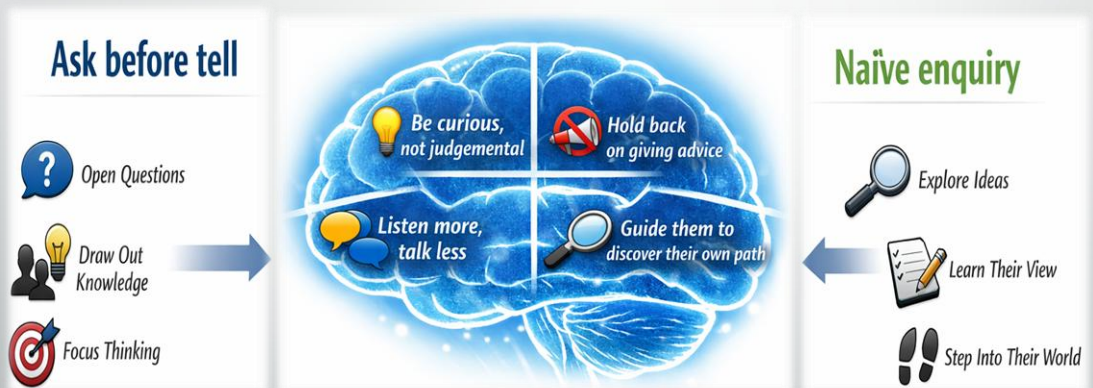 Ask before tell
Open Questions
Draw Out
Knowledge
Focus Thinking
Be curious,
not judgemental
Hold back
on giving advice
Listen more,
talk less
Guide them to
discover their own path
Naïve enquiry
Explore Ideas
Learn Their View
Step Into Their World